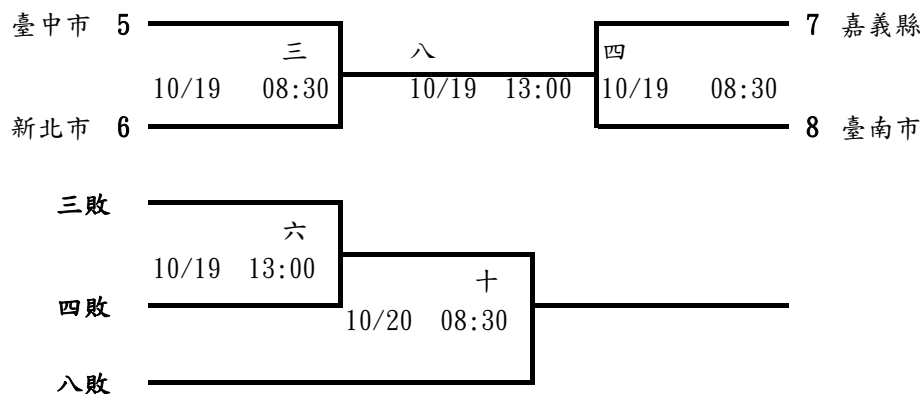 臺中市 5 7 嘉義縣
三 八 四
10/19 08:30 10/19 13:00 10/19 08:30
新北市 6 8 臺南市
三敗
六
10/19 13:00
十
四敗
10/20 08:30
八敗